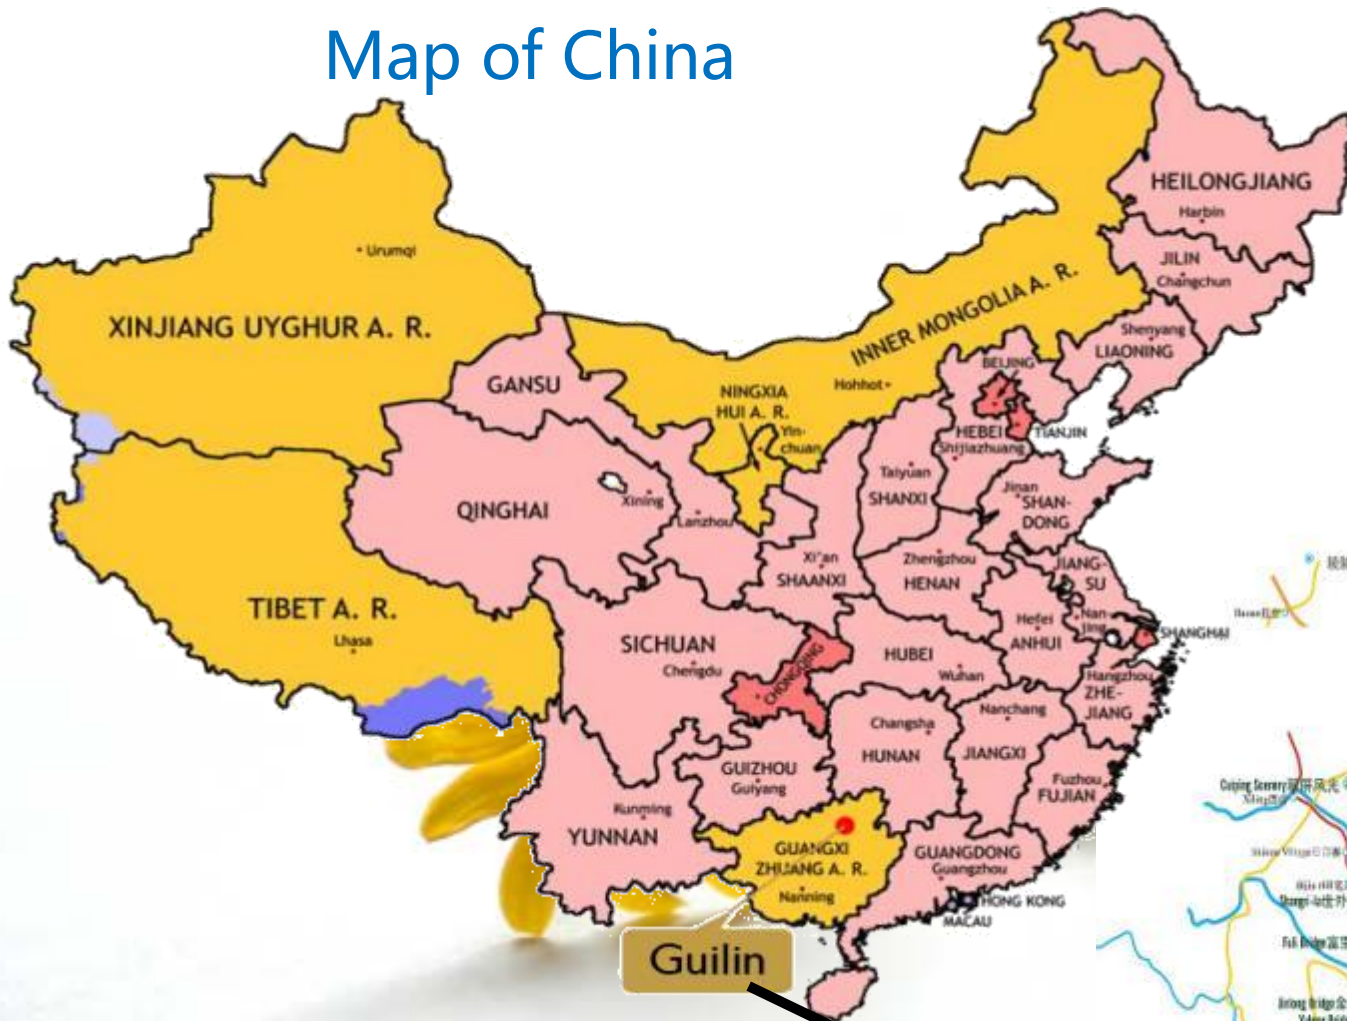 Map of China
HEILONGJIANG
Harbin
JILIN
Changchun
Urumqi
XINJIANG UYGHUR A. R.
INNER MONGOLIA A. R.
Shenyang
LIAONING
GANSU
NINGXIA
HUI A. R.
Hohhot
BEIJING
Yin-
chuan
HEBEI
TIANJIN
Shijiazhuang
Taiyuan
SHANXI
Jinan
SHAN-
DONG
QINGHAI
Xining
Lanzhou
Xi'an
SHAANXI
Zhengzhou
HENAN
JIANG-
SU
TIBET A. R.
Lhasa
Nan-
jing
Hefei
ANHUI
SHANGHAI
SICHUAN
Chengdu
CHONGQING
HUBEI
Wuhan
Hangzhou
ZHE-
JIANG
Changsha
HUNAN
Nanchang
JIANGXI
GUIZHOU
Guiyang
Fuzhou
FUJIAN
Kunming
YUNNAN
GUANGXI
ZHUANG A. R.
Nanning
GUANGDONG
Guangzhou
HONG KONG
MACAU
Guilin